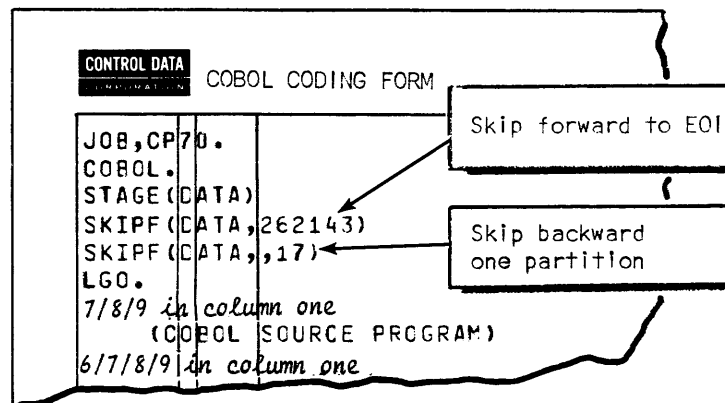 CONTROL DATA
CORPORATION
COBOL CODING FORM
JOB,CP70.
COBOL.
STAGE(DATA)
SKIPF(DATA,262143)
SKIPF(DATA,,17)
LGO.
7/8/9 in column one
(COBOL SOURCE PROGRAM)
6/7/8/9 in column one
Skip forward to EOI
Skip backward
one partition